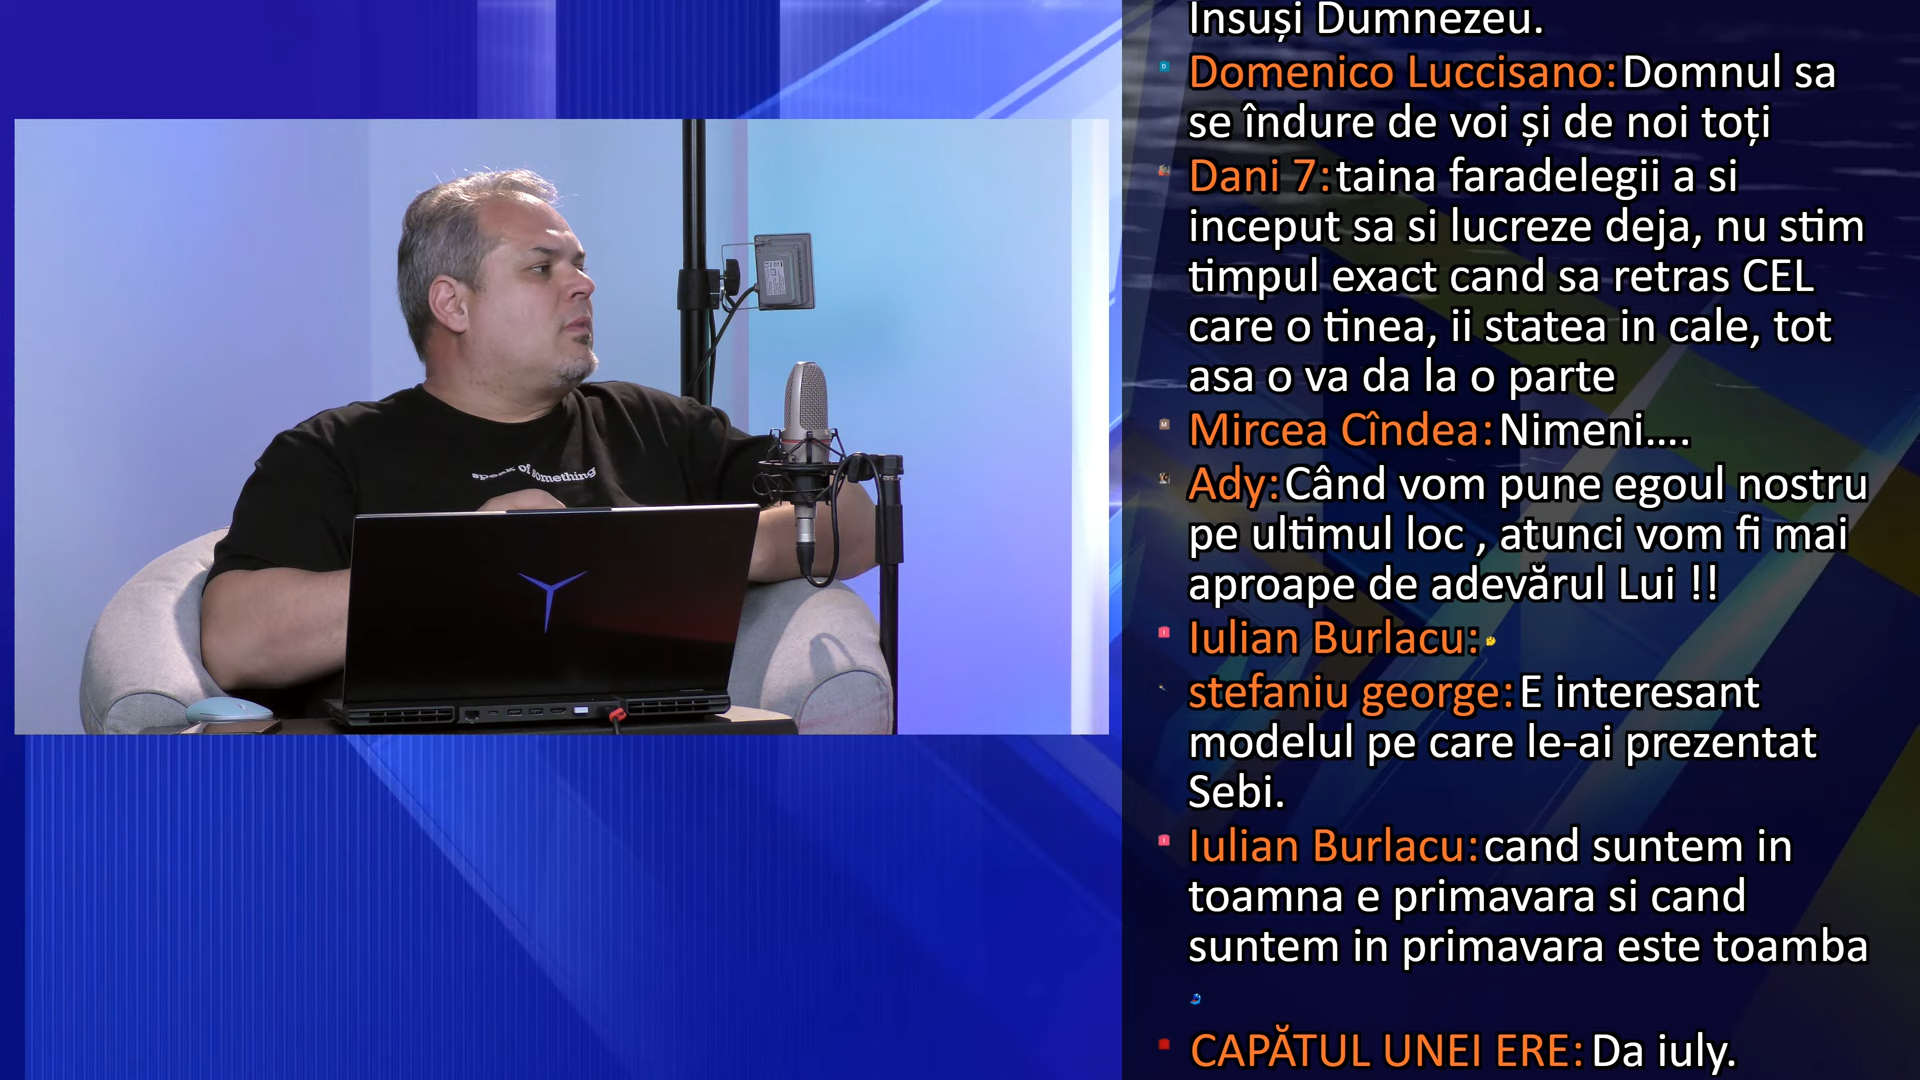 speak of something
Însuși Dumnezeu.
Domenico Luccisano: Domnul sa
se îndure de voi și de noi toți
Dani 7: taina faradelegii a si
inceput sa si lucreze deja, nu stim
timpul exact cand sa retras CEL
care o tinea, ii statea in cale, tot
asa o va da la o parte
Mircea Cîndea: Nimeni....
Ady: Când vom pune egoul nostru
pe ultimul loc , atunci vom fi mai
aproape de adevărul Lui !!
Iulian Burlacu:
stefaniu george: E interesant
modelul pe care le-ai prezentat
Sebi.
Iulian Burlacu: cand suntem in
toamna e primavara si cand
suntem in primavara este toamba
CAPĂTUL UNEI ERE: Da iuly.